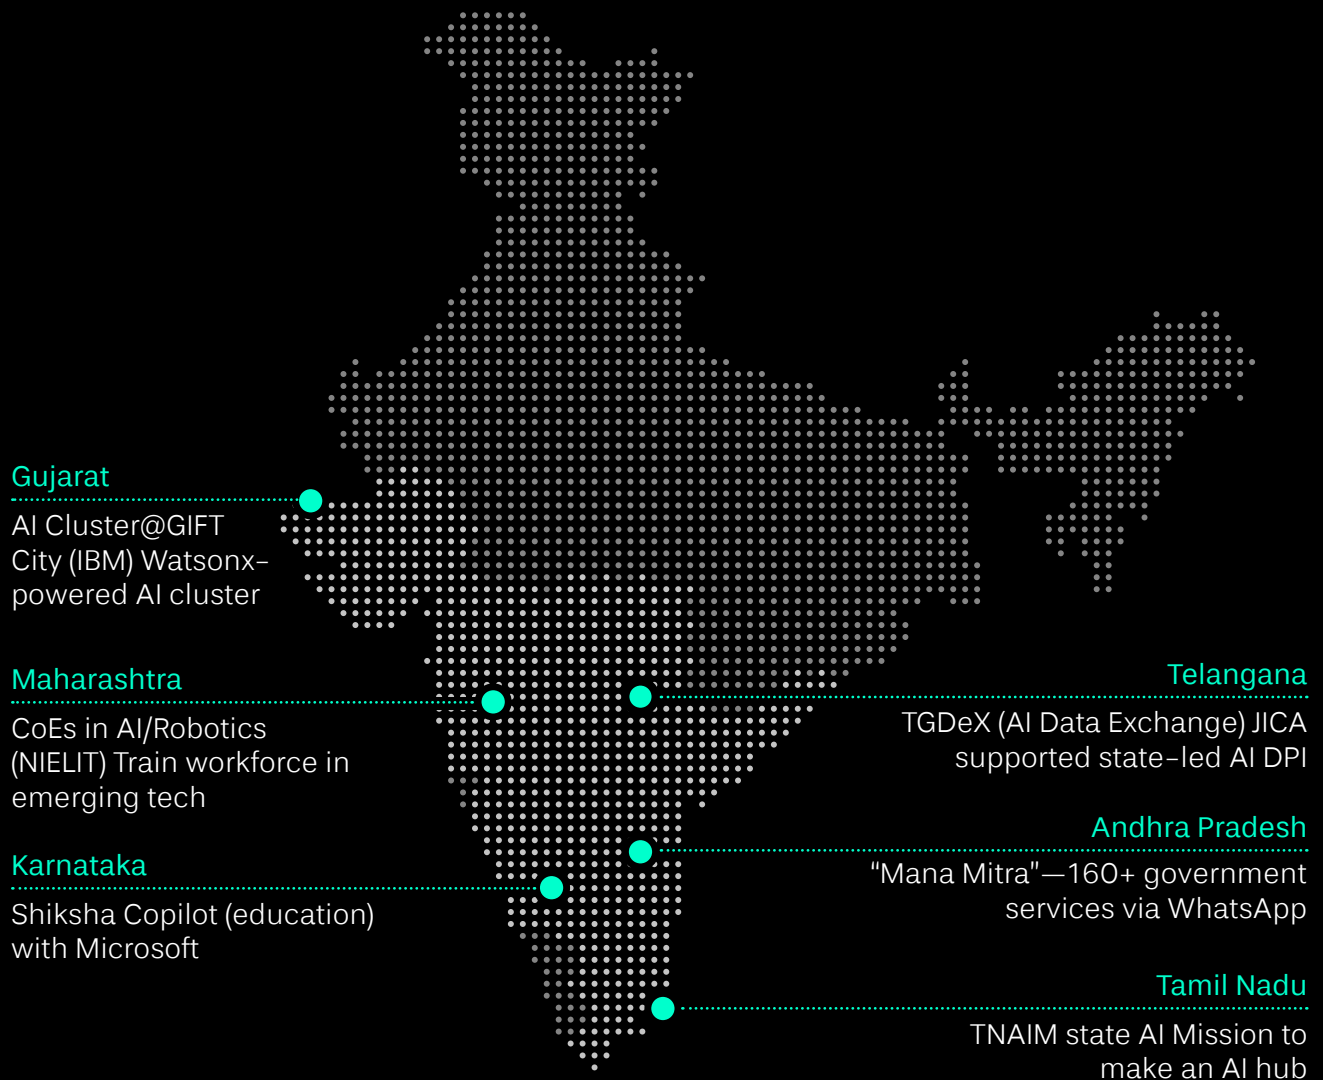 Gujarat
AI Cluster@GIFT
City (IBM) Watsonx-
powered AI cluster
Maharashtra
CoEs in AI/Robotics
(NIELIT) Train workforce in
emerging tech
Karnataka
Shiksha Copilot (education)
with Microsoft
Telangana
TGDeX (AI Data Exchange) JICA
supported state-led AI DPI
Andhra Pradesh
“Mana Mitra”—160+ government
services via WhatsApp
Tamil Nadu
TNAIM state AI Mission to
make an AI hub